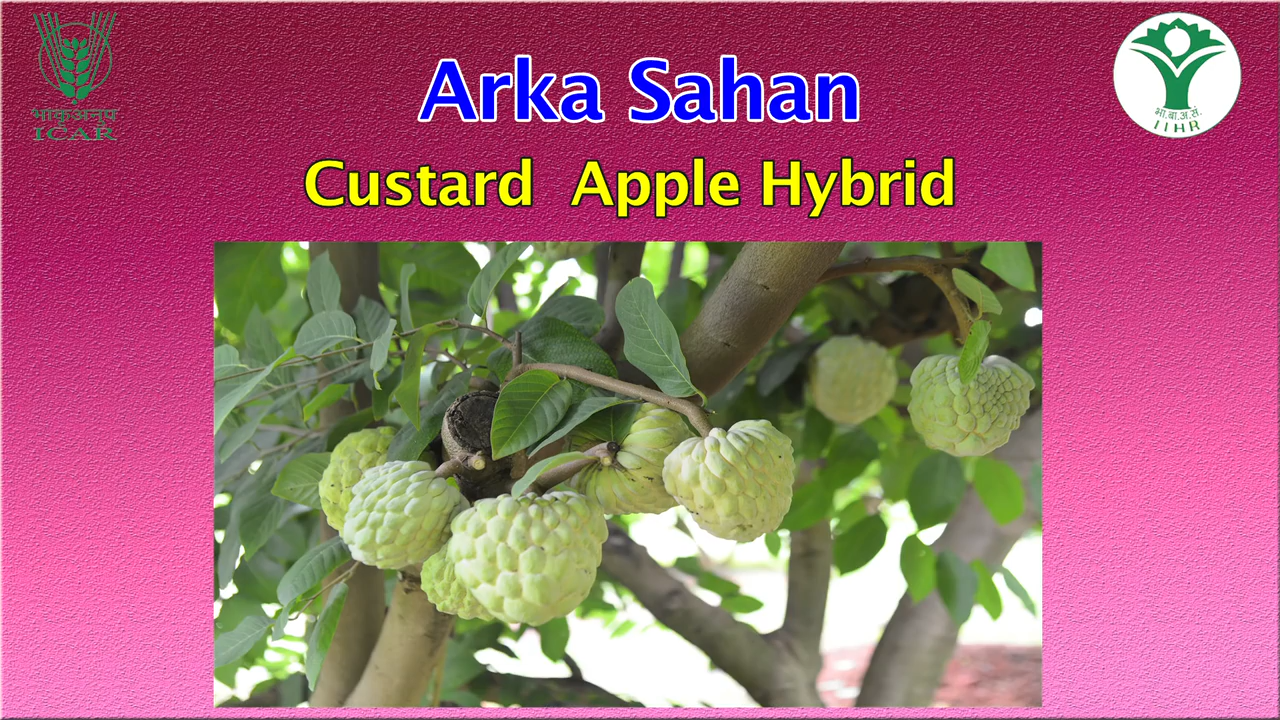 Arka Sahan
Custard Apple Hybrid
भाकृअनुप
ICAR
भा.बा.अ.सं.
IIHR